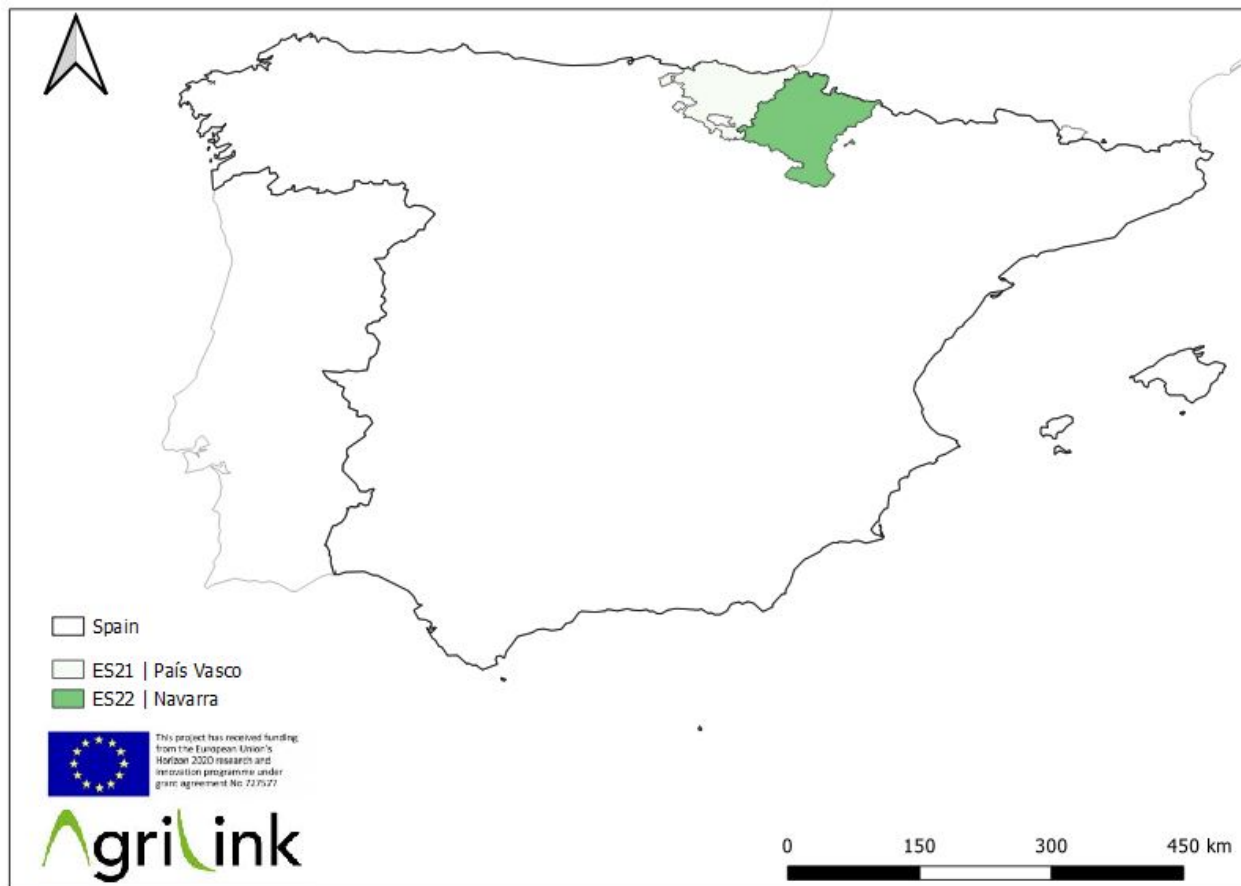 Spain
ES21 | País Vasco
ES22 | Navarra
This project has received funding
from the European Union's
Horizon 2020 research and
innovation programme under
grant agreement No 727577
AgriLink
0 150 300 450 km